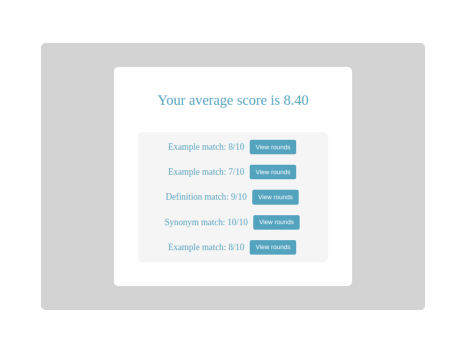 Your average score is 8.40
Example match: 8/10 View rounds
Example match: 7/10 View rounds
Definition match: 9/10 View rounds
Synonym match: 10/10 View rounds
Example match: 8/10 View rounds